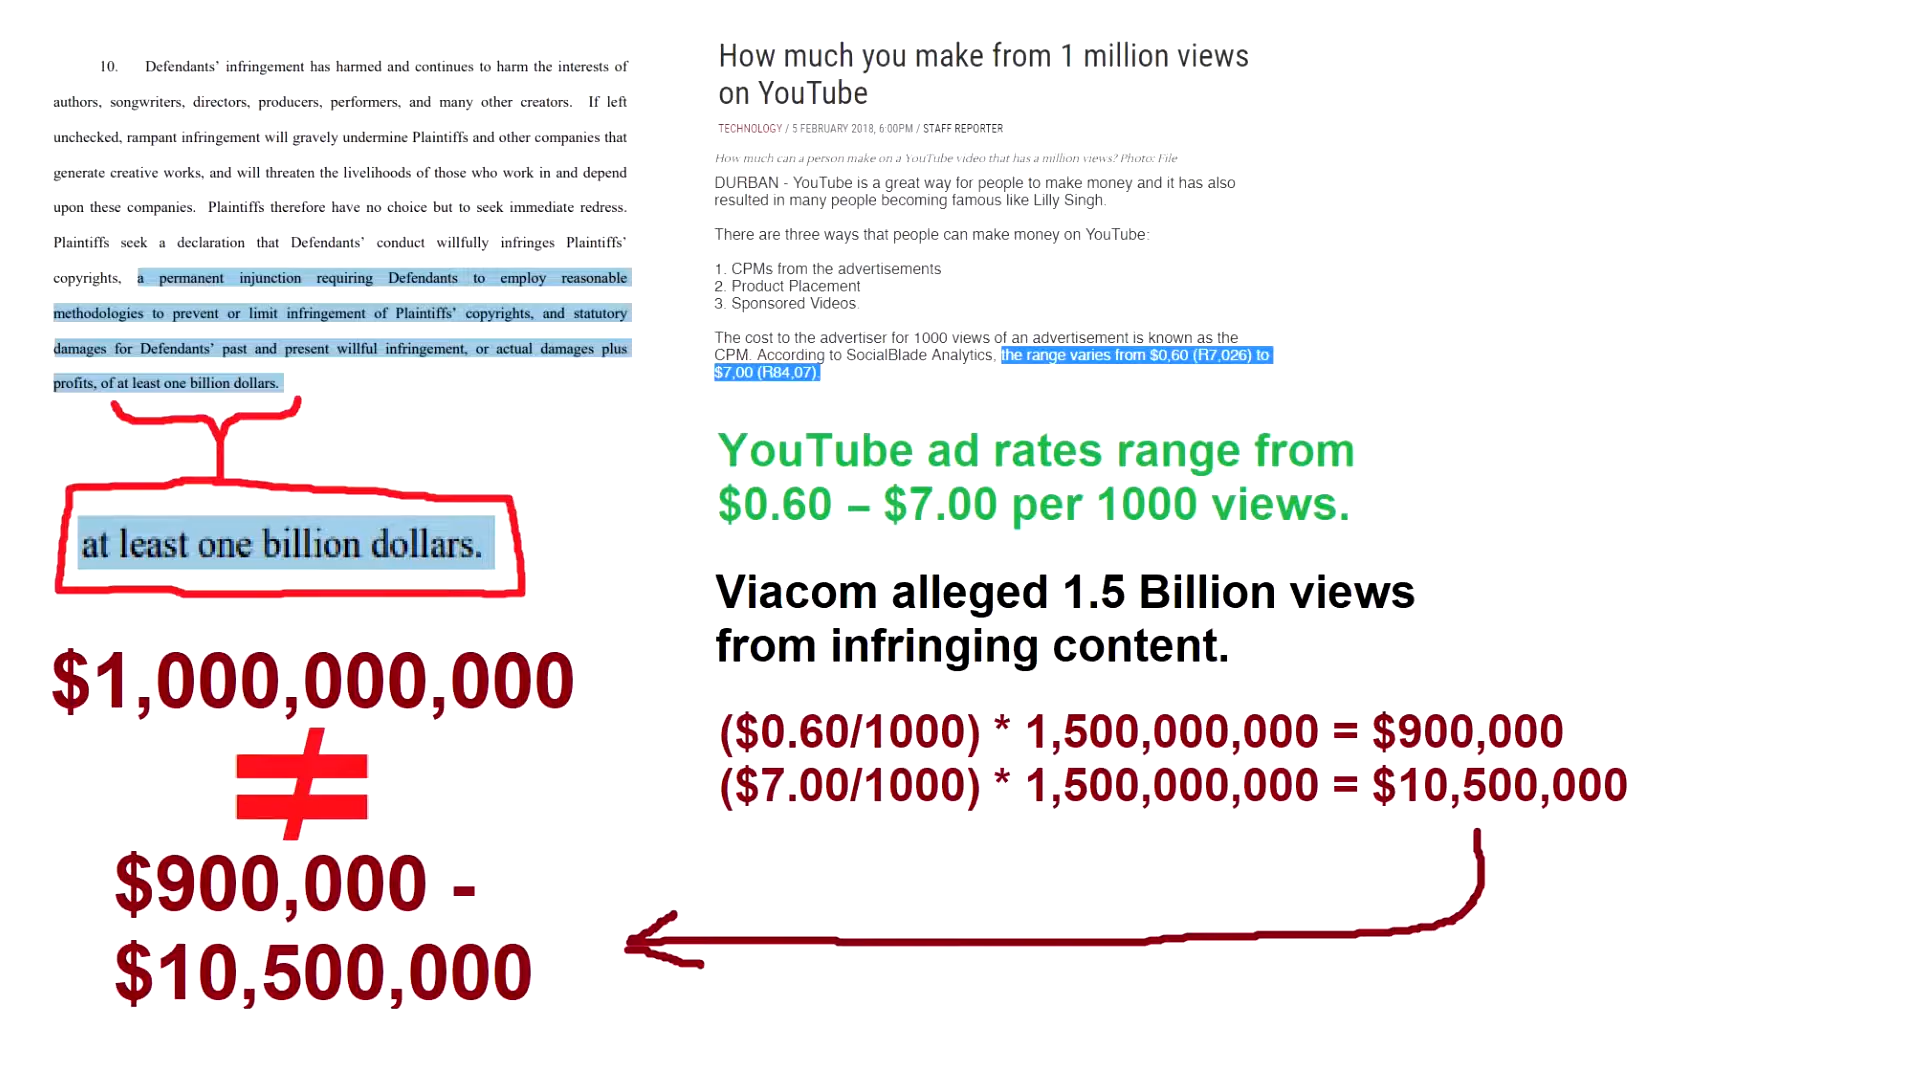 10. Defendants' infringement has harmed and continues to harm the interests of
authors, songwriters, directors, producers, performers, and many other creators. If left
unchecked, rampant infringement will gravely undermine Plaintiffs and other companies that
generate creative works, and will threaten the livelihoods of those who work in and depend
upon these companies. Plaintiffs therefore have no choice but to seek immediate redress.
Plaintiffs seek a declaration that Defendants' conduct willfully infringes Plaintiffs'
copyrights, a permanent injunction requiring Defendants to employ reasonable
methodologies to prevent or limit infringement of Plaintiffs' copyrights, and statutory
damages for Defendants' past and present willful infringement, or actual damages plus
profits, of at least one billion dollars.
at least one billion dollars.
$1,000,000,000
≠
$900,000 -
$10,500,000
How much you make from 1 million views
on YouTube
TECHNOLOGY / 5 FEBRUARY 2018, 6:00PM / STAFF REPORTER
How much can a person make on a YouTube video that has a million views? Photo: File
DURBAN - YouTube is a great way for people to make money and it has also
resulted in many people becoming famous like Lilly Singh.
There are three ways that people can make money on YouTube:
1. CPMs from the advertisements
2. Product Placement
3. Sponsored Videos.
The cost to the advertiser for 1000 views of an advertisement is known as the
CPM. According to SocialBlade Analytics, the range varies from $0,60 (R7,026) to
$7,00 (R84,07).
YouTube ad rates range from
$0.60 – $7.00 per 1000 views.
Viacom alleged 1.5 Billion views
from infringing content.
($0.60/1000) * 1,500,000,000 = $900,000
($7.00/1000) * 1,500,000,000 = $10,500,000